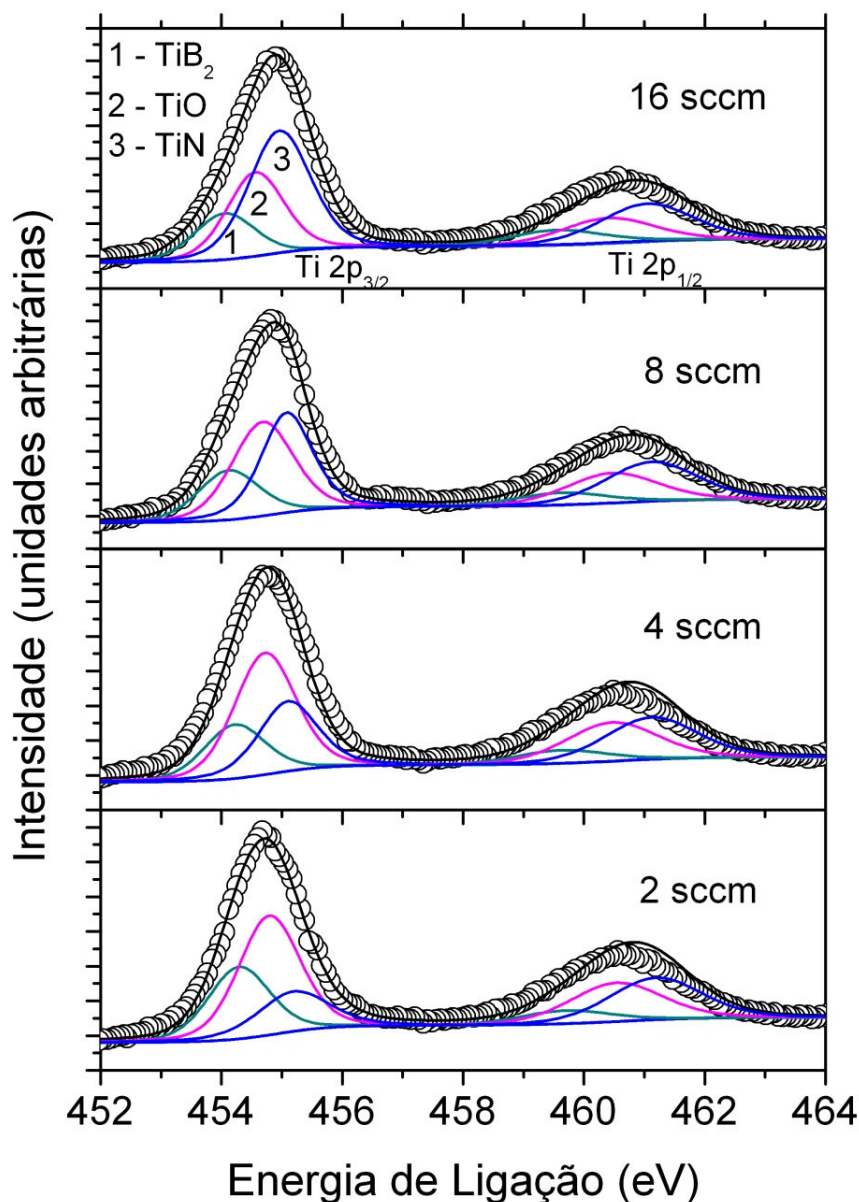 1 - TiB₂
2 - TiO
3 - TiN
16 sccm
3
2
1
Ti 2p₃/₂
Ti 2p₁/₂
8 sccm
4 sccm
2 sccm
Intensidade (unidades arbitrárias)
452 454 456 458 460 462 464
Energia de Ligação (eV)